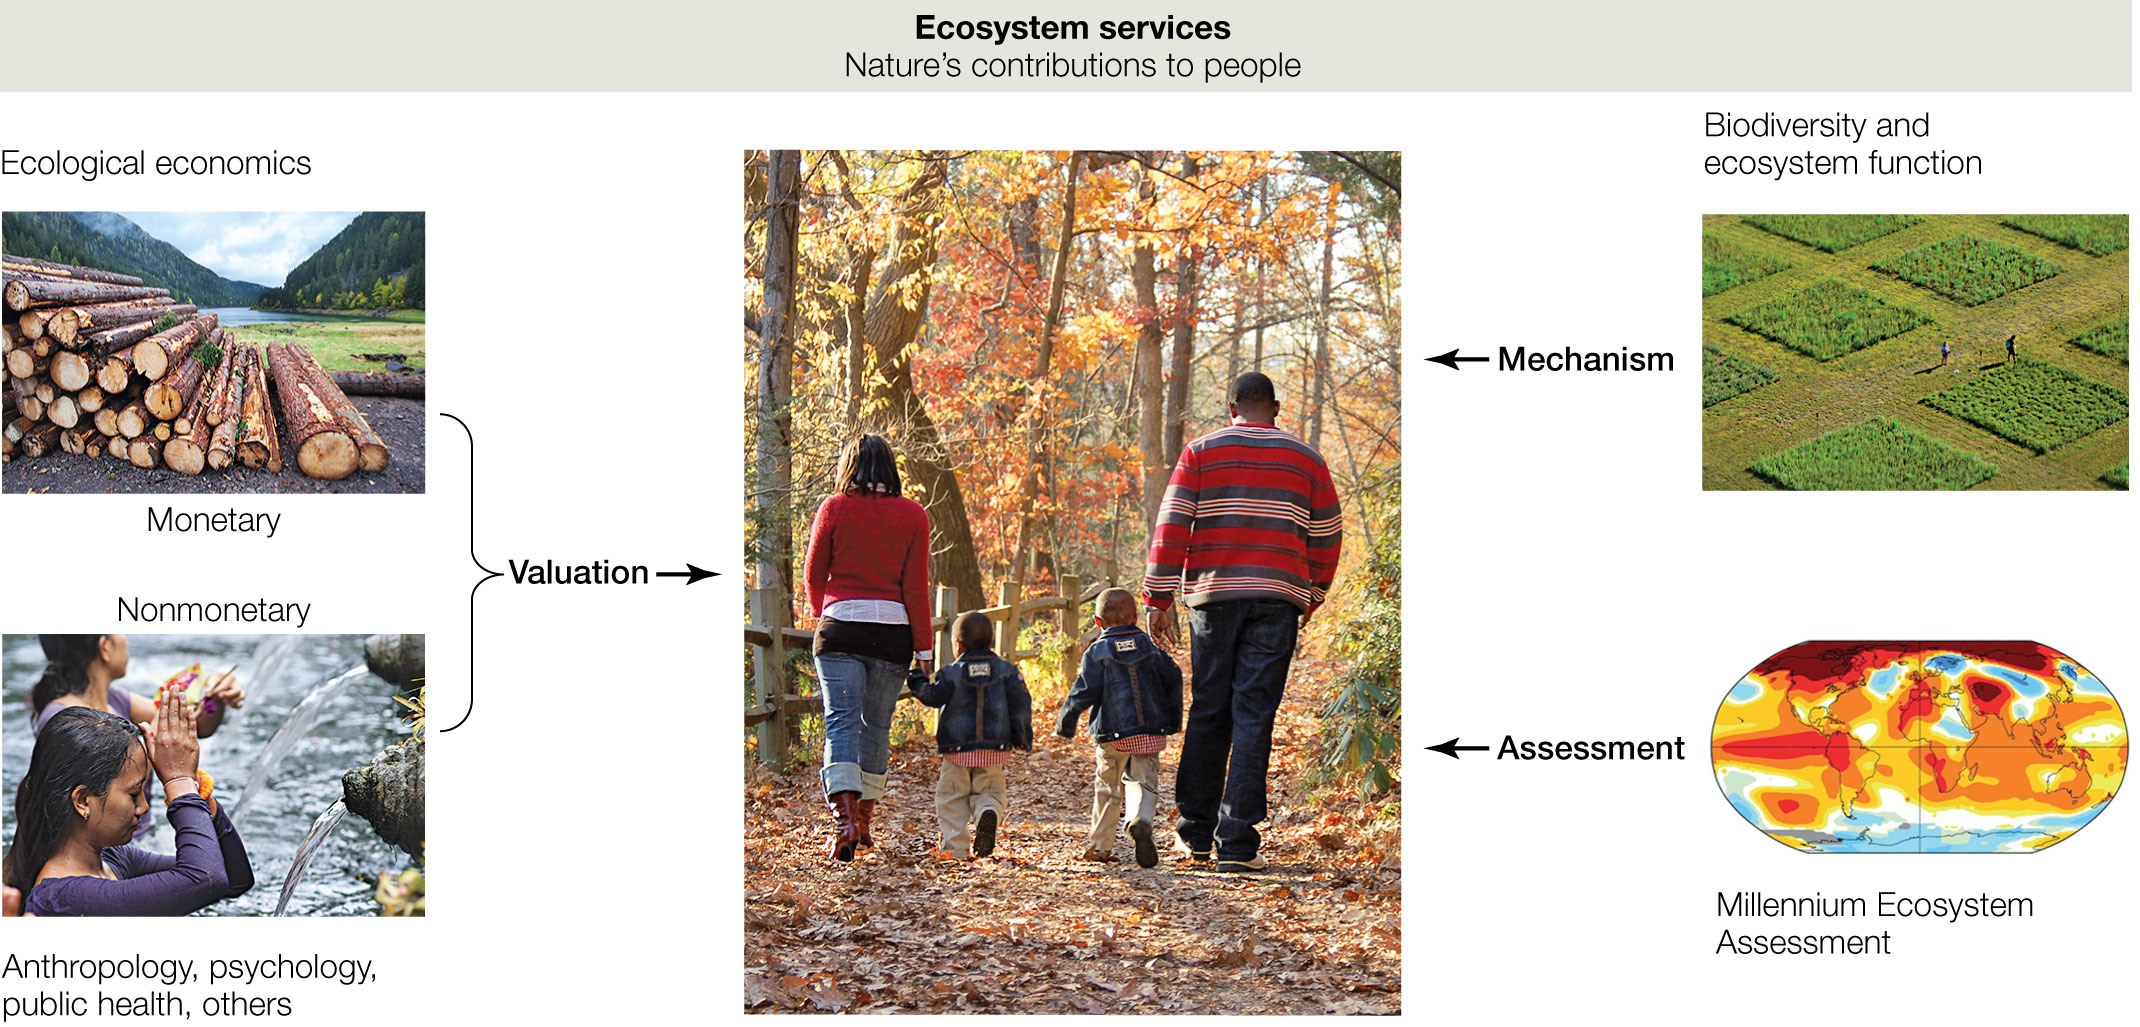 Ecosystem services
Nature's contributions to people
Ecological economics
Monetary
Nonmonetary
Anthropology, psychology,
public health, others
Valuation
Biodiversity and
ecosystem function
Mechanism
Assessment
Millennium Ecosystem
Assessment